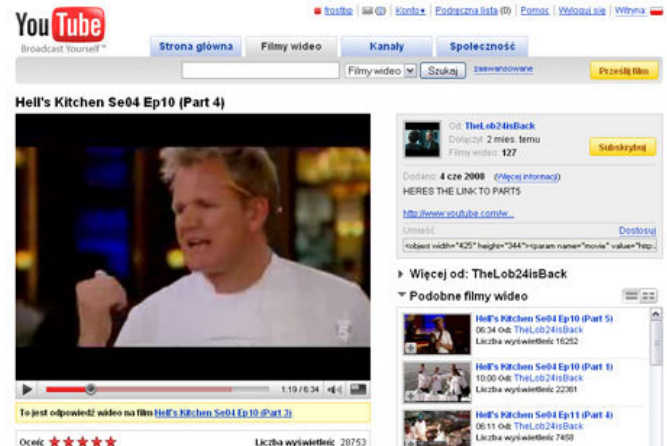 frostbo (0) Konto Podręczna lista (0) Pomoc Wyloguj się Witryna:
YouTube
Broadcast Yourself™
Strona główna Filmy wideo Kanały Społeczność
Filmy wideo Szukaj zaawansowane Prześlij film
Hell's Kitchen Se04 Ep10 (Part 4)
Od: TheLob24isBack
Dołączył: 2 mies. temu
Filmy wideo: 127
Subskrybuj
Dodano: 4 cze 2008 (Więcej informacji)
HERES THE LINK TO PART5
http://www.youtube.com/w...
Umieść: Dostosuj
<object width="425" height="344"><param name="movie" value="http:
Więcej od: TheLob24isBack
Podobne filmy wideo
Hell's Kitchen Se04 Ep10 (Part 5)
06:34 Od: TheLob24isBack
Liczba wyświetleń: 16252
Hell's Kitchen Se04 Ep10 (Part 1)
10:00 Od: TheLob24isBack
Liczba wyświetleń: 22361
Hell's Kitchen Se04 Ep11 (Part 4)
06:11 Od: TheLob24isBack
Liczba wyświetleń: 7458
1:19 / 6:34
To jest odpowiedź wideo na film Hell's Kitchen Se04 Ep10 (Part 3)
Oceń: Liczba wyświetleń: 28753